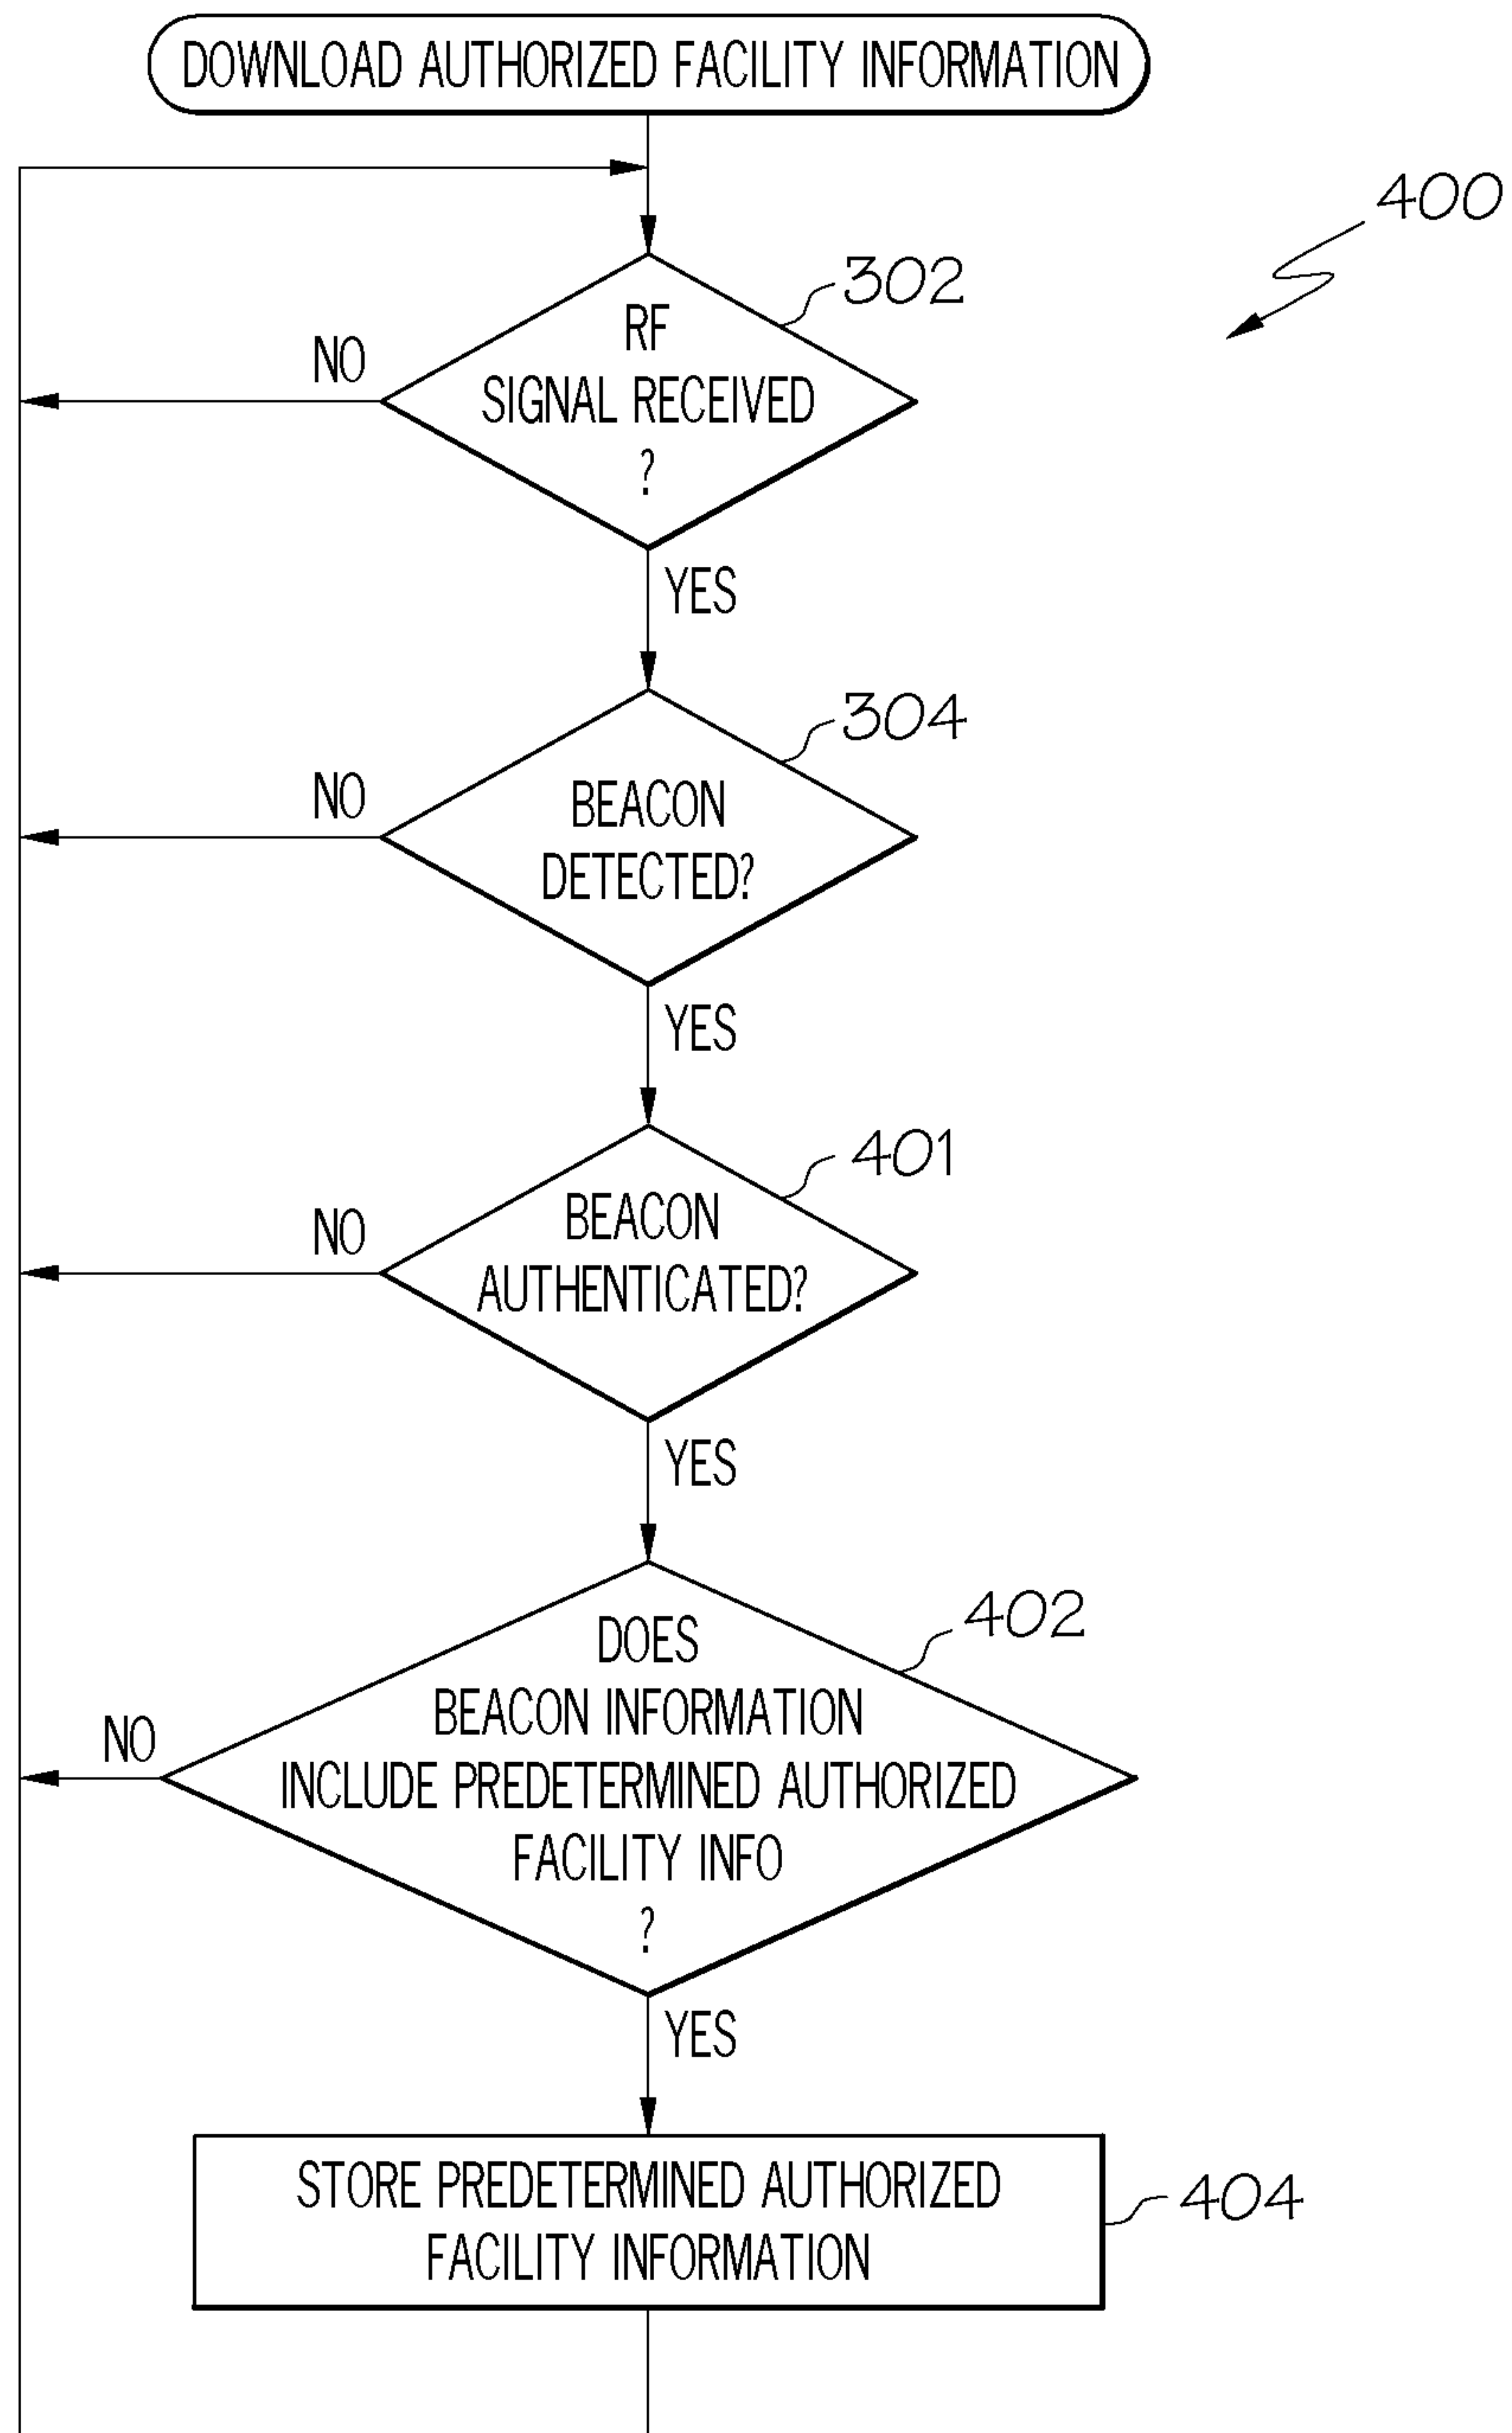 DOWNLOAD AUTHORIZED FACILITY INFORMATION
400
302
RF
SIGNAL RECEIVED
?
NO
YES
304
BEACON
DETECTED?
NO
YES
401
BEACON
AUTHENTICATED?
NO
YES
402
DOES
BEACON INFORMATION
INCLUDE PREDETERMINED AUTHORIZED
FACILITY INFO
?
NO
YES
STORE PREDETERMINED AUTHORIZED
FACILITY INFORMATION
404